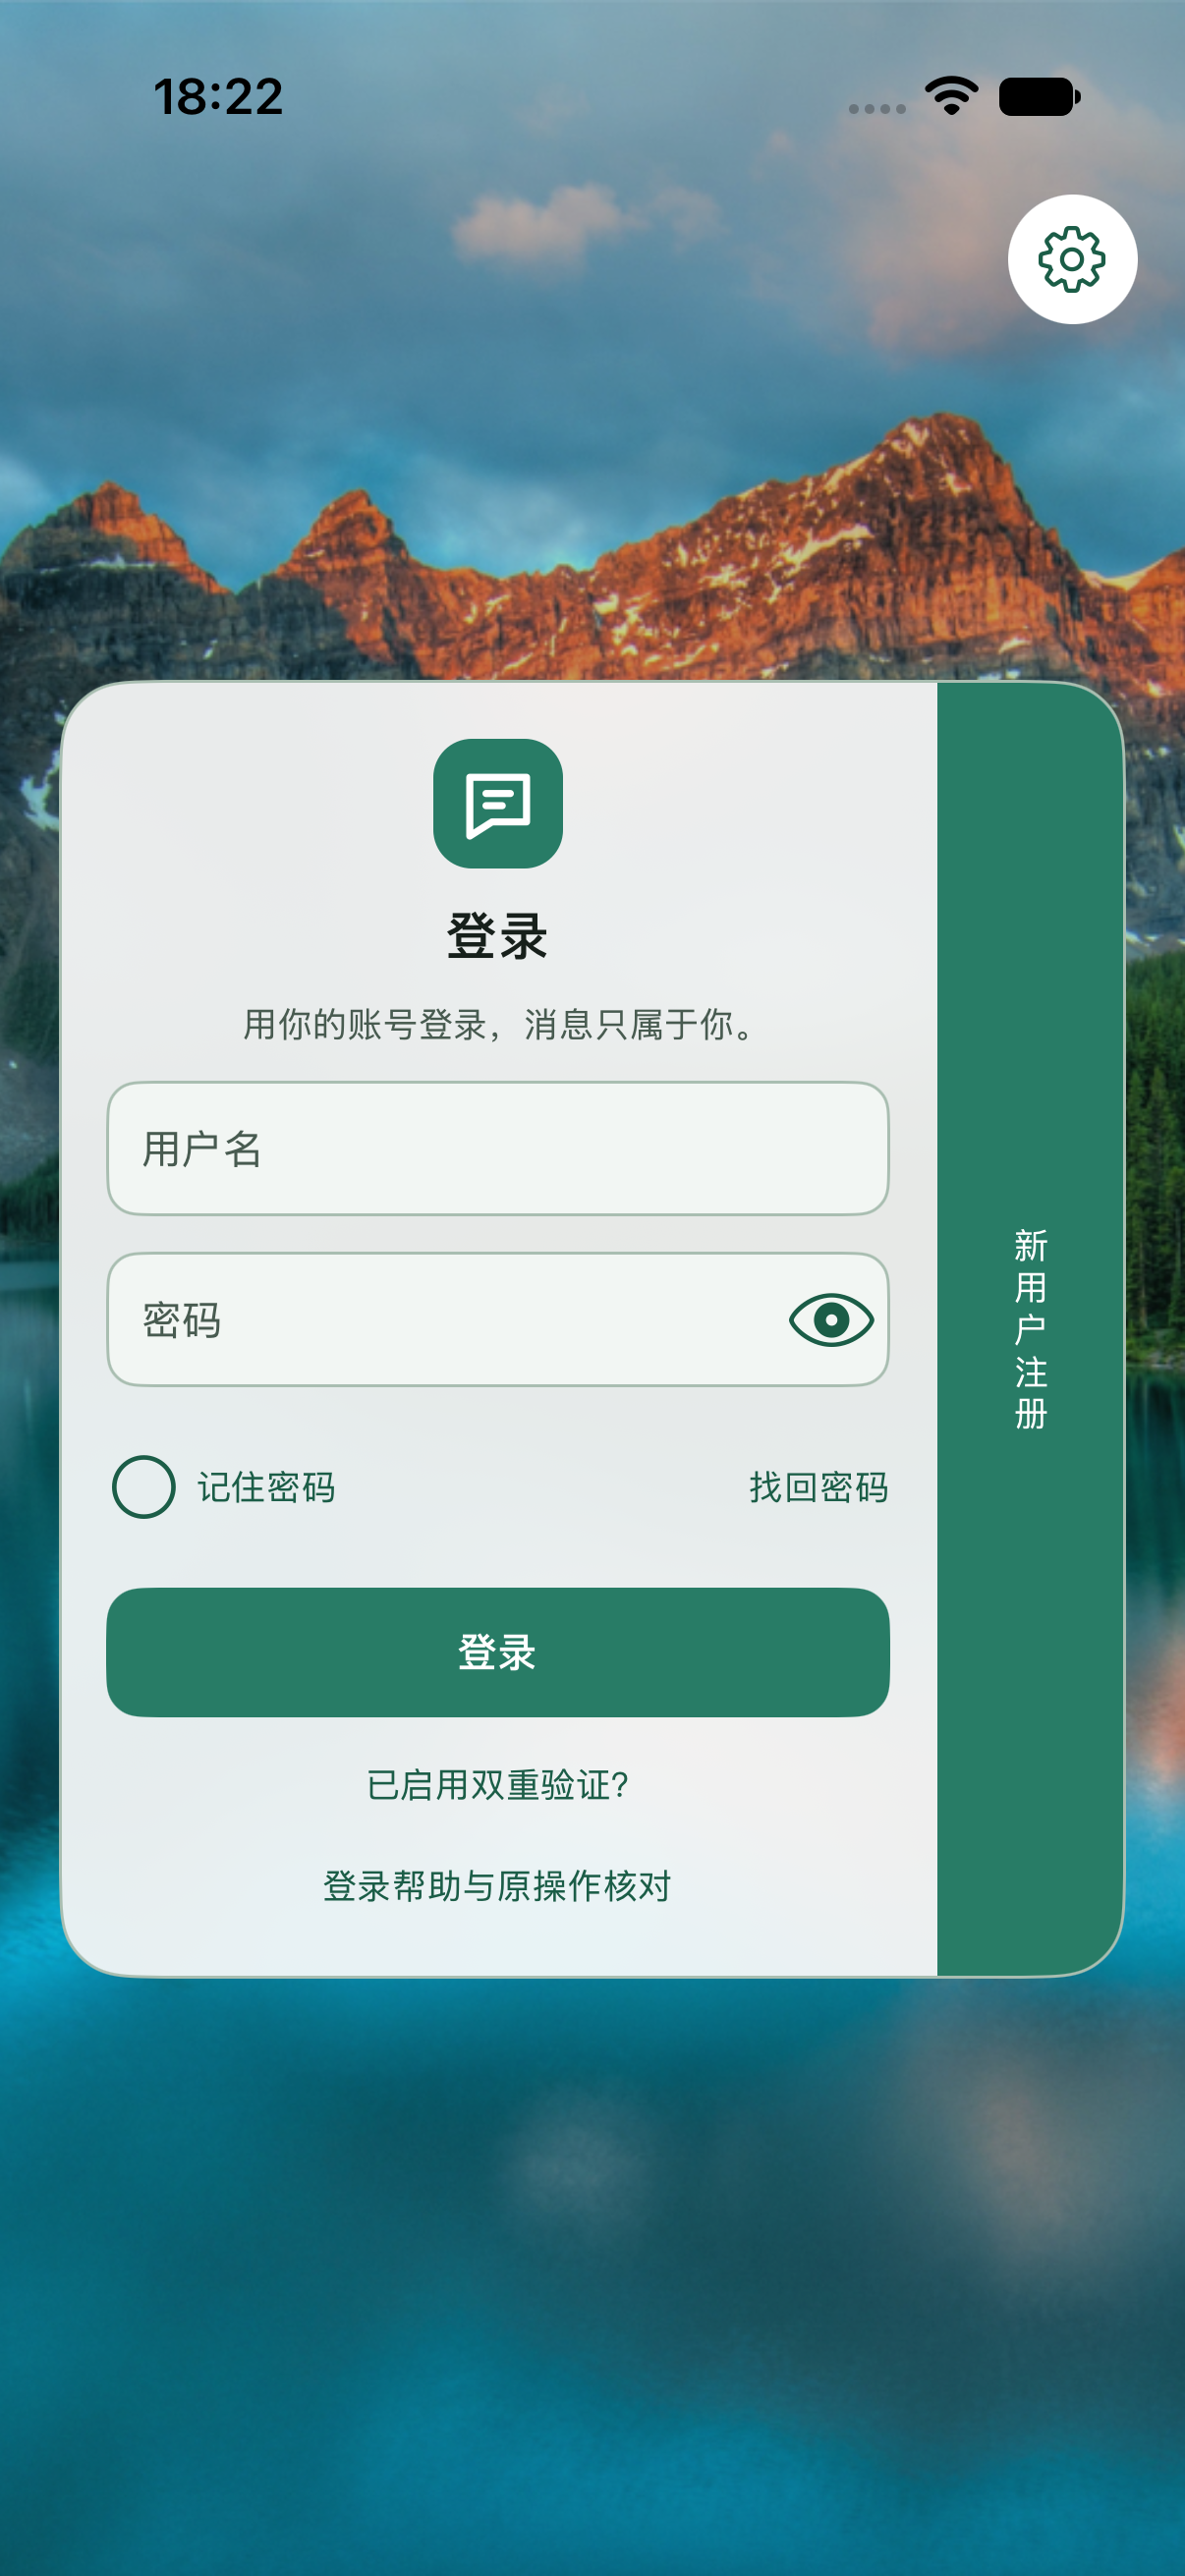 18:22
登录
用你的账号登录，消息只属于你。
用户名
密码
记住密码
找回密码
登录
已启用双重验证?
登录帮助与原操作核对
新用户注册